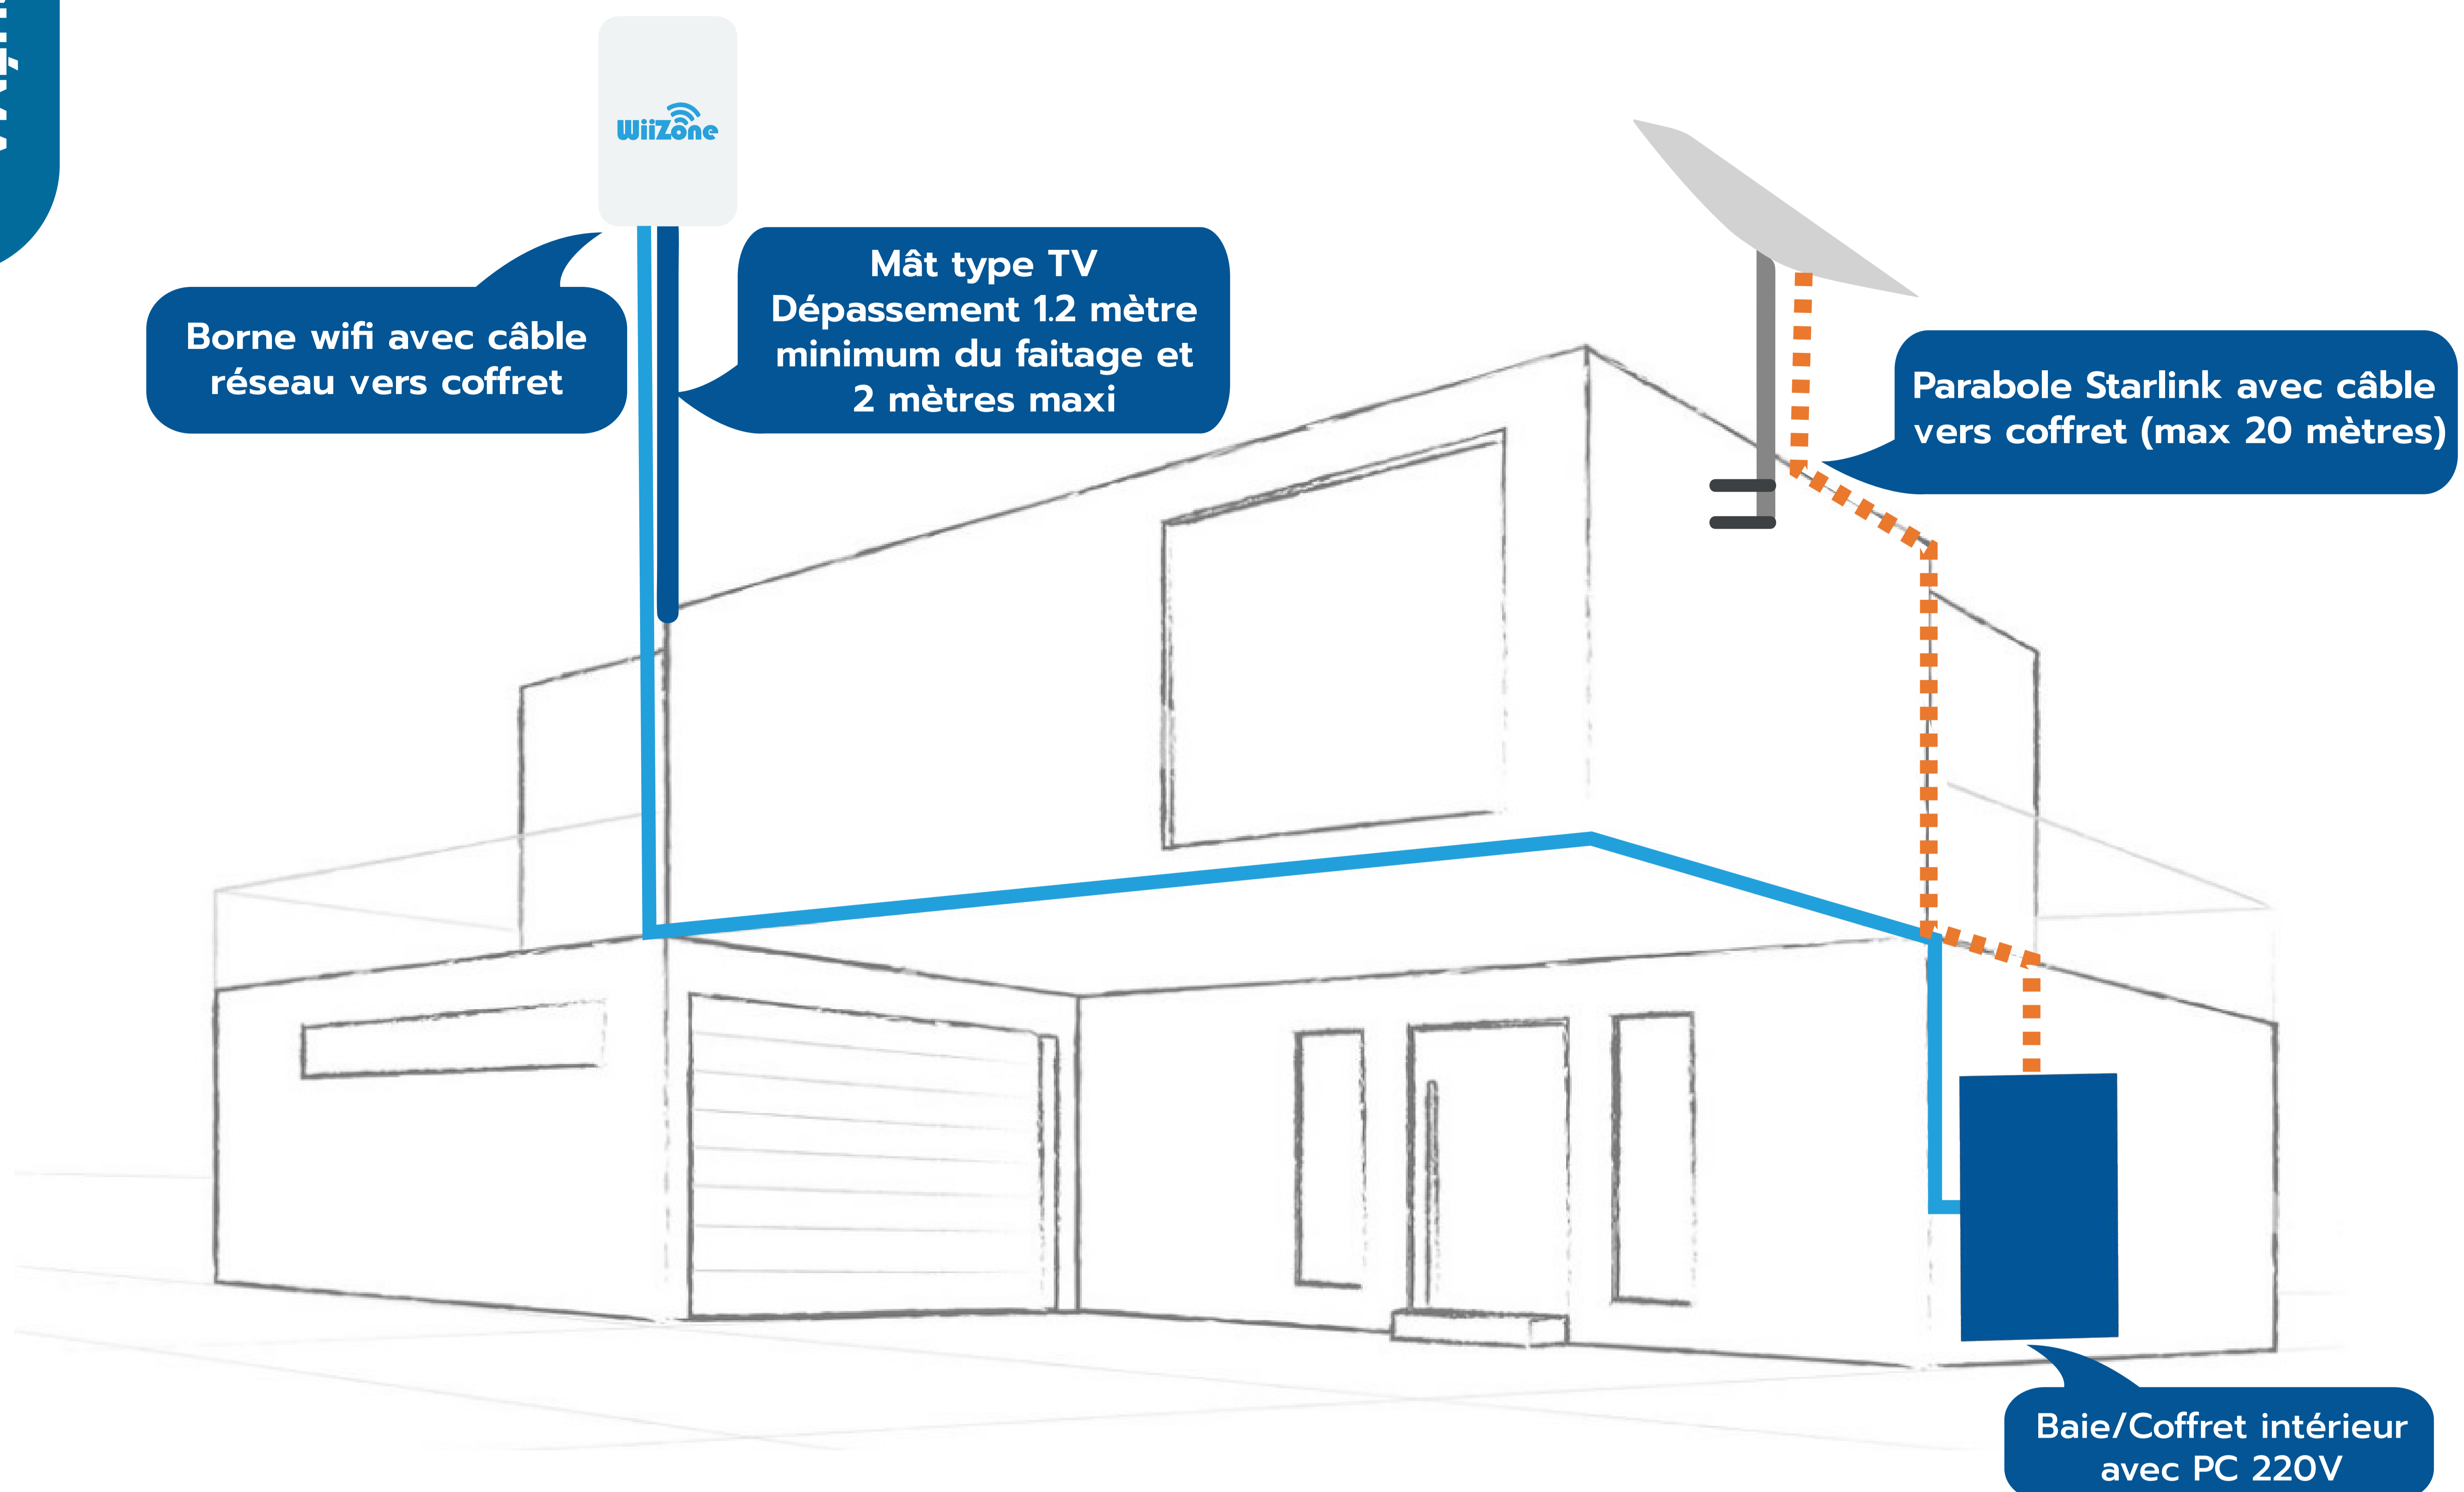 WiiZone
Mât type TV
Dépassement 1.2 mètre
minimum du faitage et
2 mètres maxi
Borne wifi avec câble
réseau vers coffret
Parabole Starlink avec câble
vers coffret (max 20 mètres)
Baie/Coffret intérieur
avec PC 220V